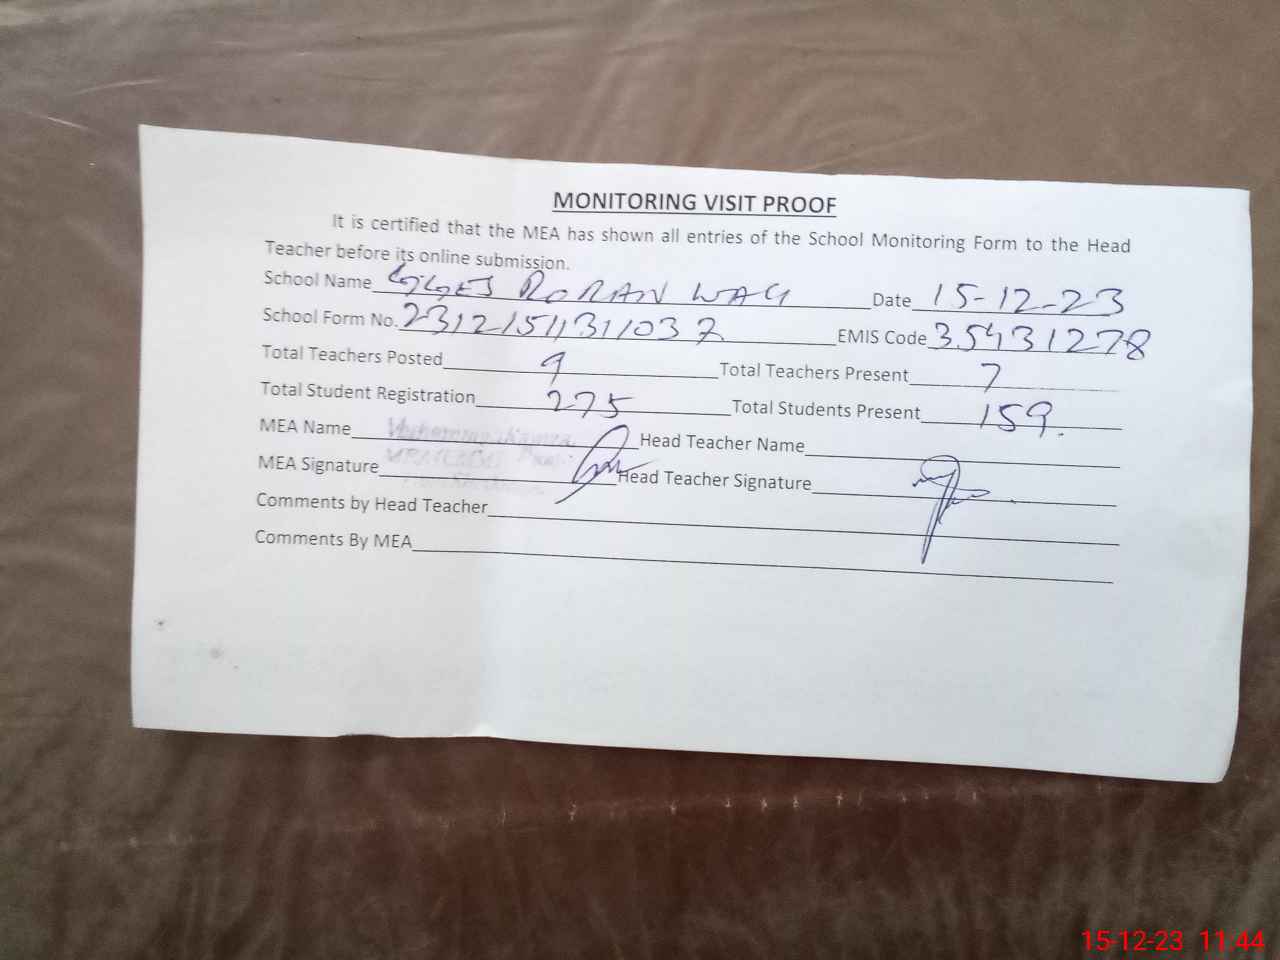 MONITORING VISIT PROOF
It is certified that the MEA has shown all entries of the School Monitoring Form to the Head
Teacher before its online submission.
School Name GGES RORAN WAG Date 15-12-23
School Form No. 2312151131037 EMIS Code 35431278
Total Teachers Posted 9 Total Teachers Present 7
Total Student Registration 275 Total Students Present 159.
MEA Name Head Teacher Name
MEA Signature Head Teacher Signature
Comments by Head Teacher
Comments By MEA
15-12-23 11:44